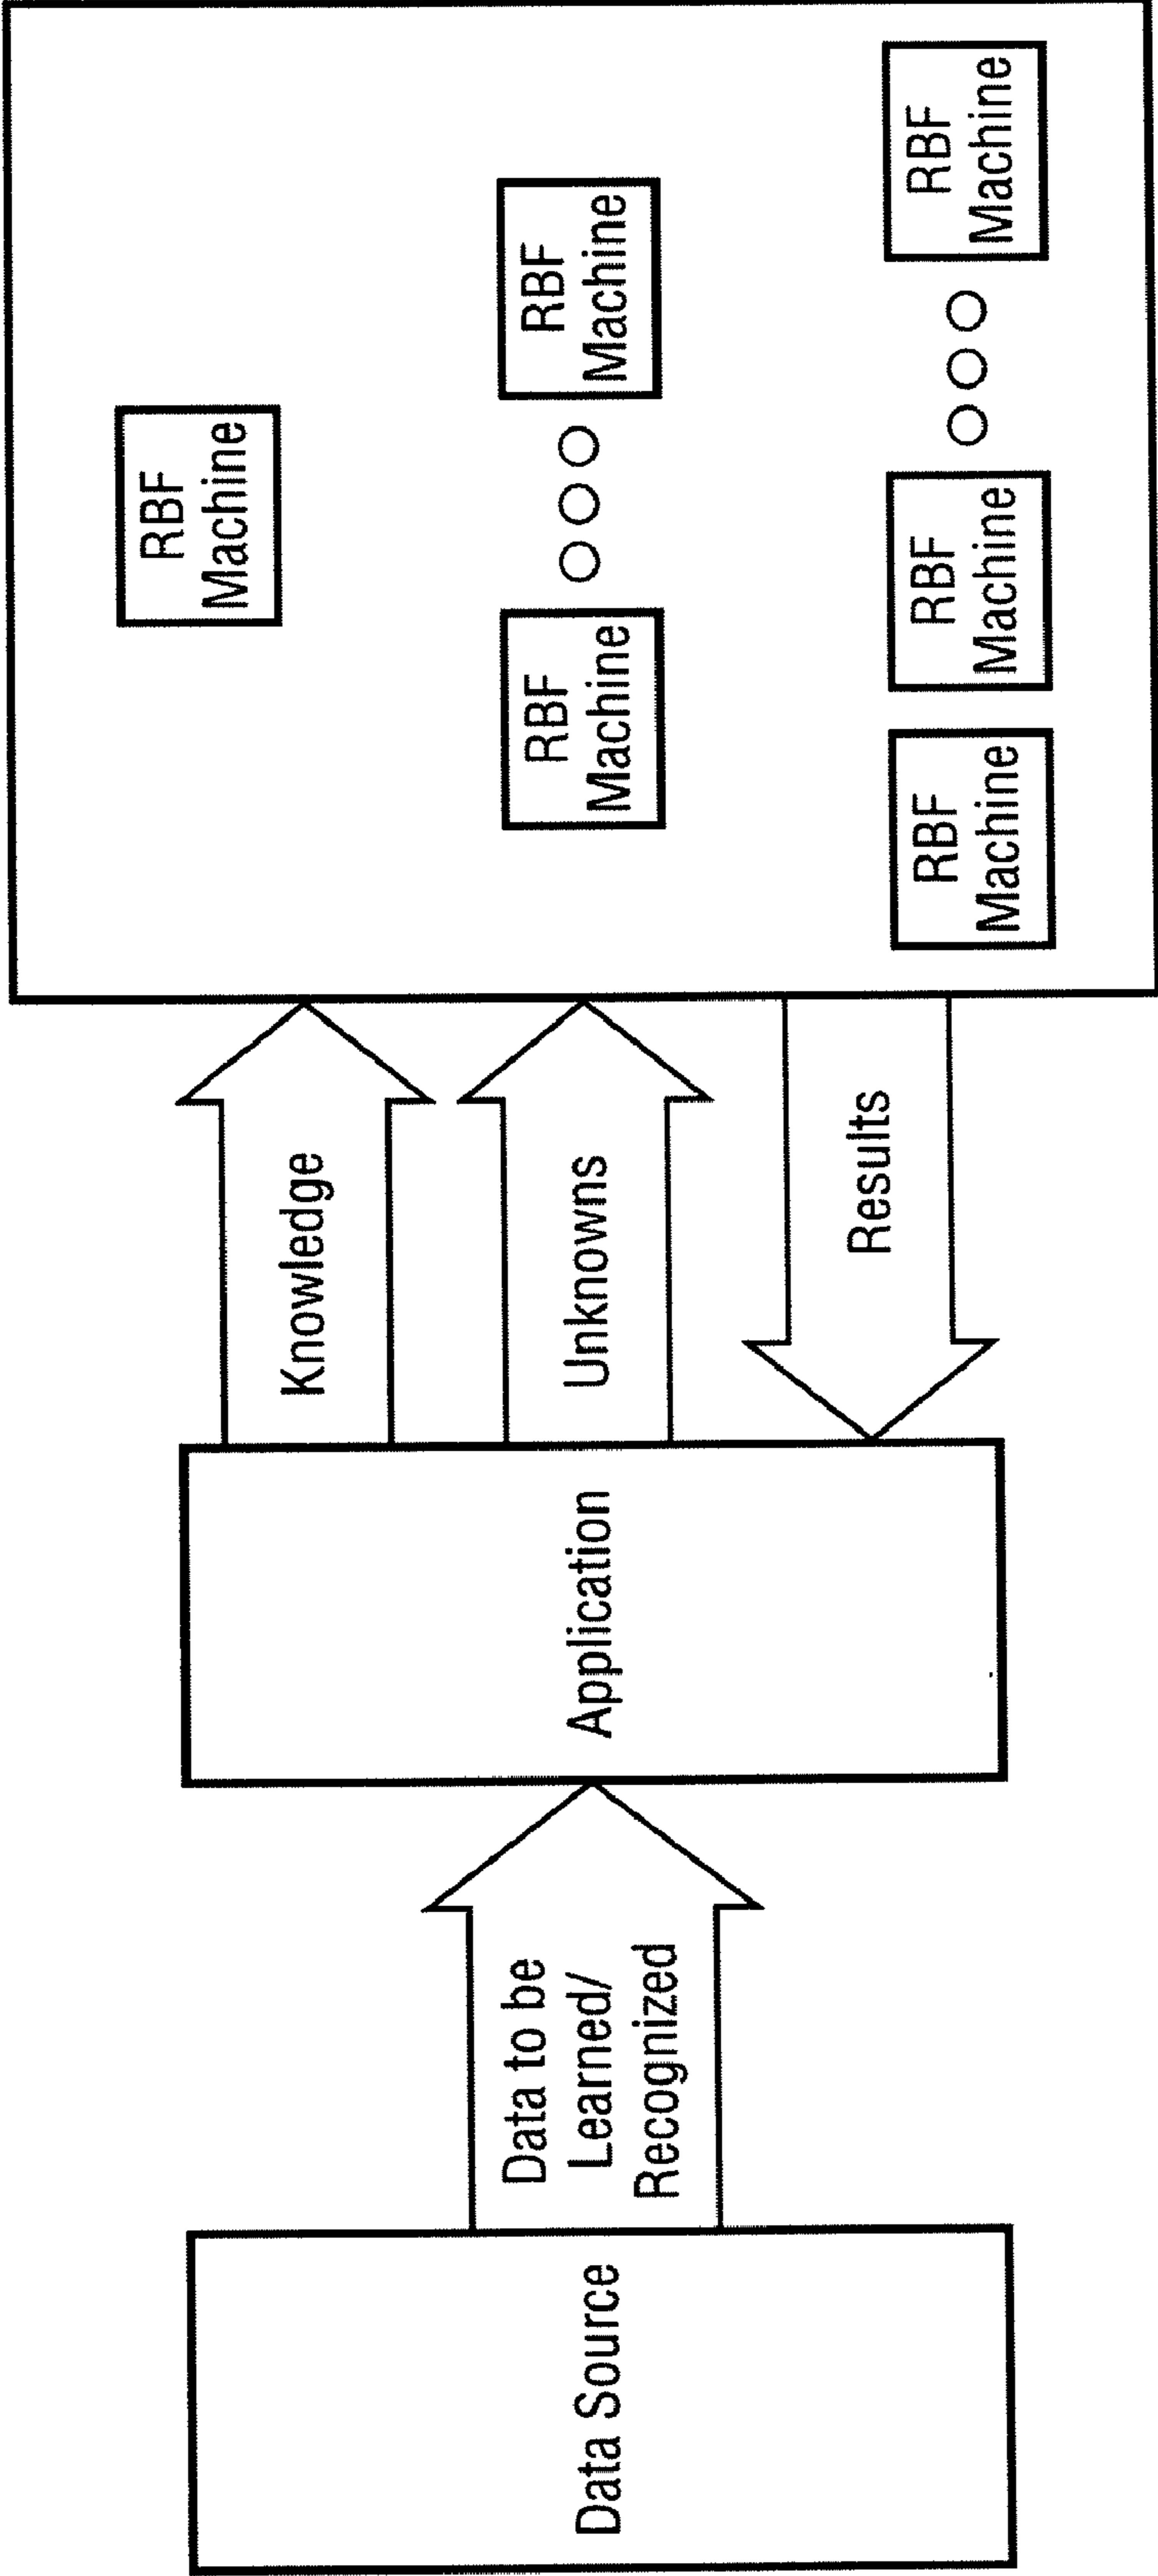 Data Source
Data to be
Learned/
Recognized
Application
Knowledge
Unknowns
Results
RBF
Machine
RBF
Machine
RBF
Machine
RBF
Machine
RBF
Machine
RBF
Machine